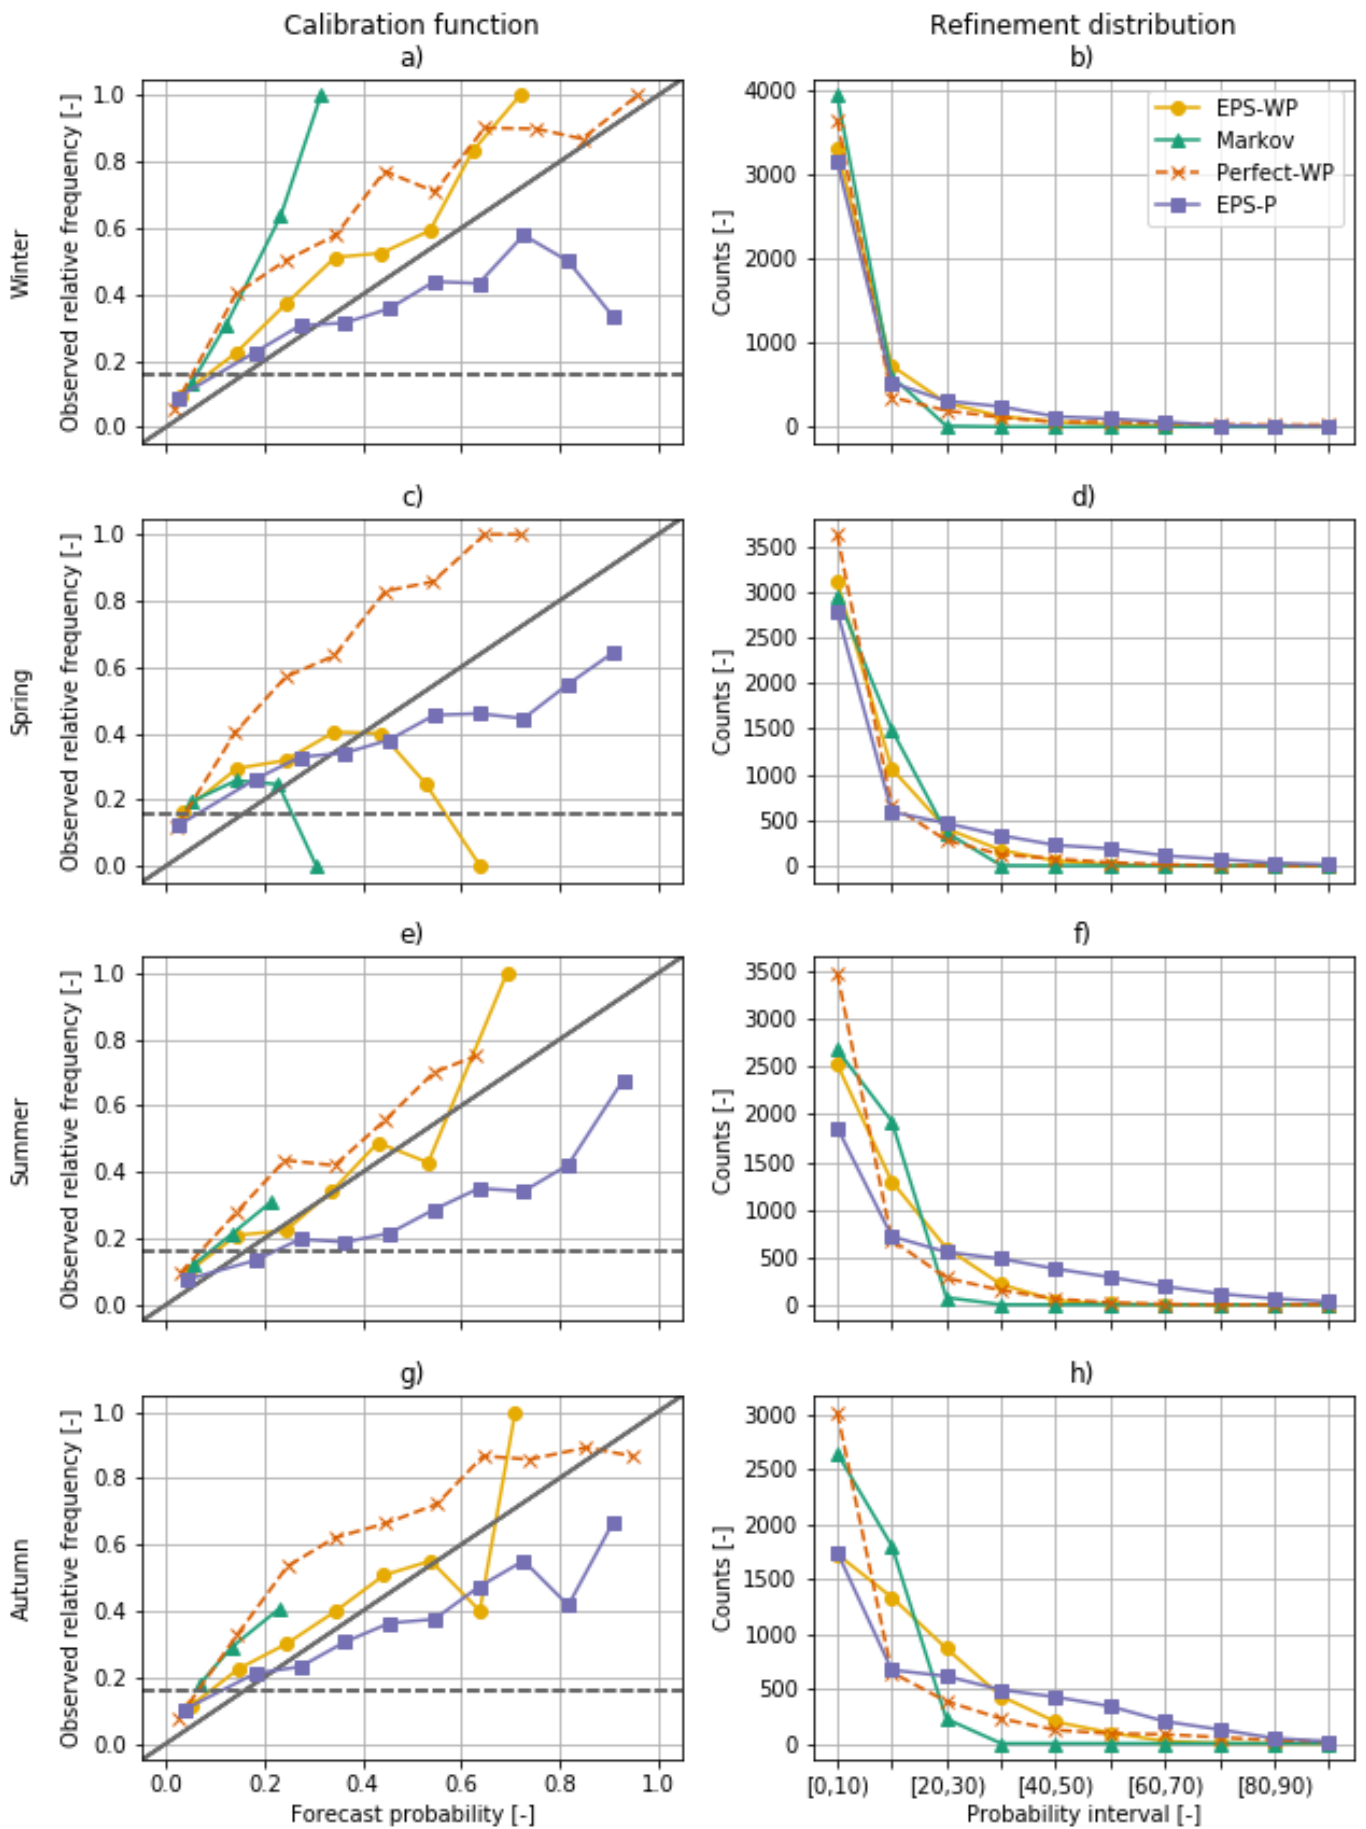 Calibration function
Refinement distribution
a)
b)
Winter
Observed relative frequency [-]
1.0
0.8
0.6
0.4
0.2
0.0
Counts [-]
4000
3000
2000
1000
0
EPS-WP
Markov
Perfect-WP
EPS-P
c)
d)
Spring
Observed relative frequency [-]
1.0
0.8
0.6
0.4
0.2
0.0
Counts [-]
3500
3000
2500
2000
1500
1000
500
0
e)
f)
Summer
Observed relative frequency [-]
1.0
0.8
0.6
0.4
0.2
0.0
Counts [-]
3500
3000
2500
2000
1500
1000
500
0
g)
h)
Autumn
Observed relative frequency [-]
1.0
0.8
0.6
0.4
0.2
0.0
Counts [-]
3000
2500
2000
1500
1000
500
0
0.0 0.2 0.4 0.6 0.8 1.0
Forecast probability [-]
[0,10) [20,30) [40,50) [60,70) [80,90)
Probability interval [-]